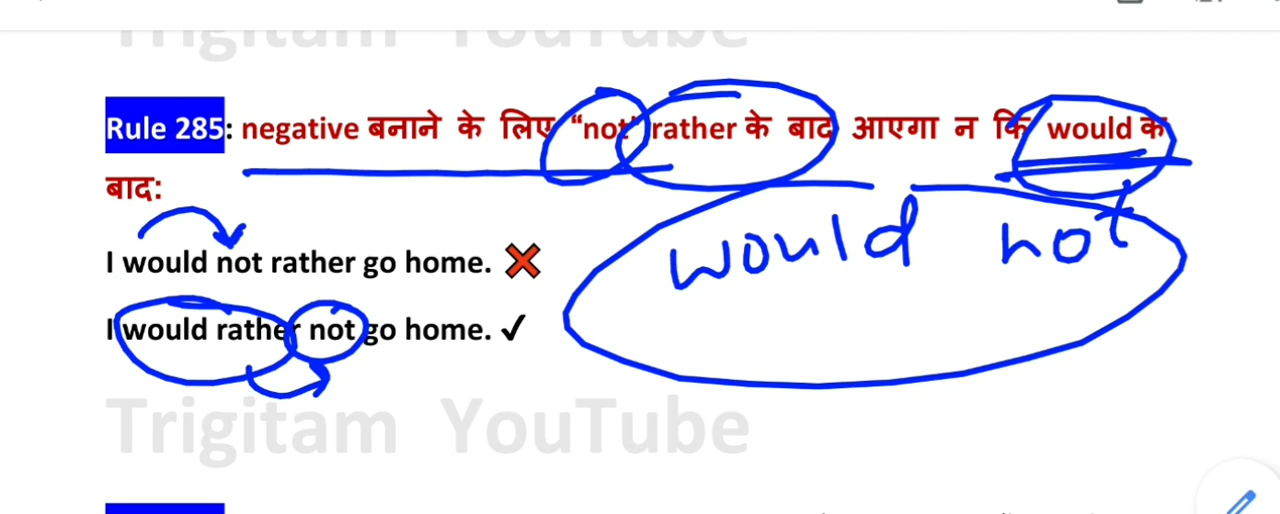 Trigitam YouTube
Rule 285: negative बनाने के लिए “not” rather के बाद आएगा न कि would के
बाद:
would not
I would not rather go home. ❌
I would rather not go home. ✓
Trigitam YouTube